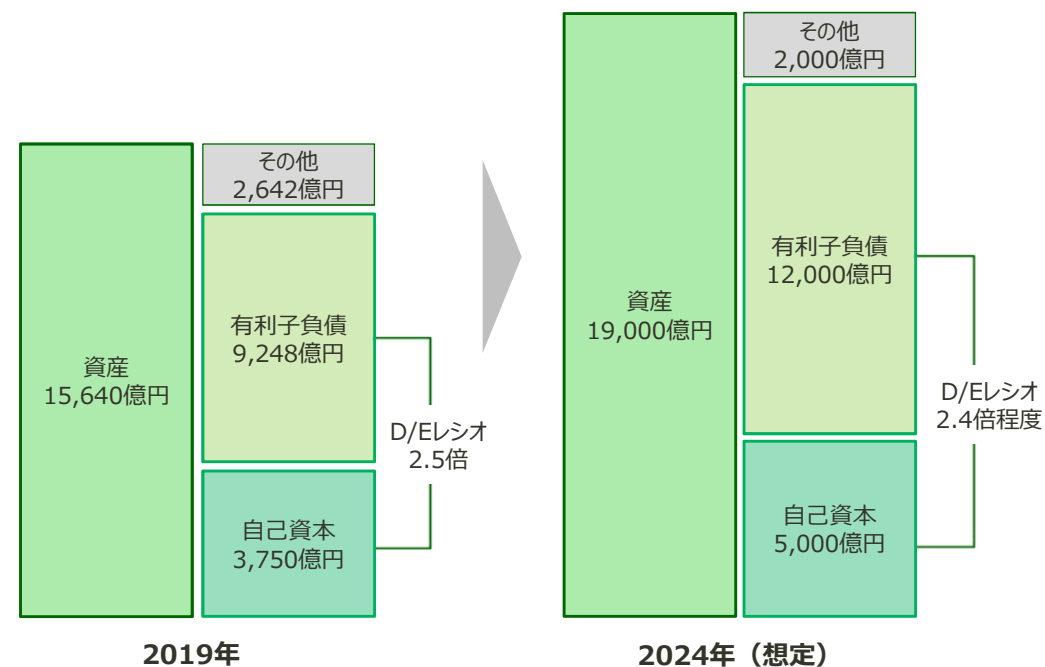 資産
15,640億円
その他
2,642億円
有利子負債
9,248億円
自己資本
3,750億円
D/Eレシオ
2.5倍
2019年
資産
19,000億円
その他
2,000億円
有利子負債
12,000億円
自己資本
5,000億円
D/Eレシオ
2.4倍程度
2024年（想定）